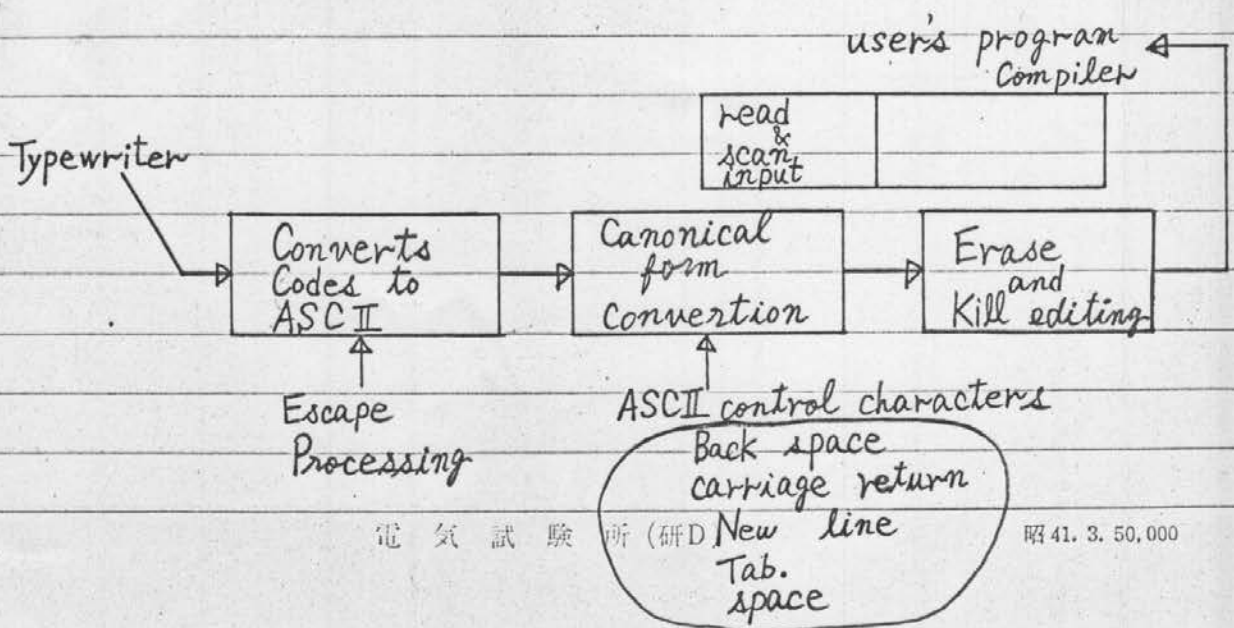 user's program
Compiler
read
&
scan
input
Typewriter
Converts
Codes to
ASCII
Canonical
form
Convertion
Erase
and
Kill editing
Escape
Processing
ASCII control characters
Back space
carriage return
New line
Tab.
space
電気試験所 (研D
昭 41. 3. 50,000